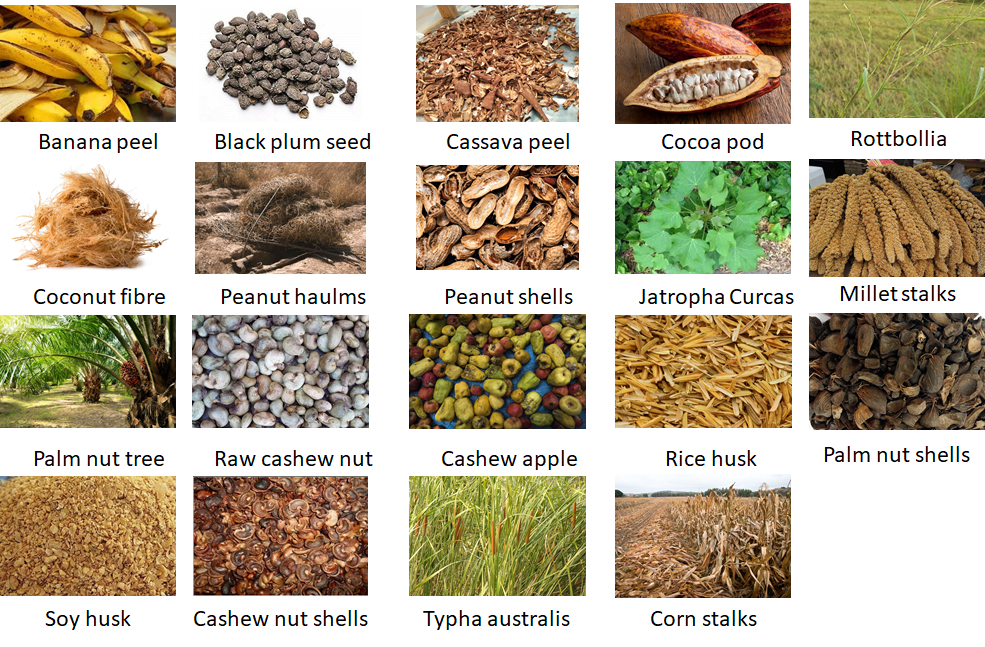 Banana peel
Black plum seed
Cassava peel
Cocoa pod
Rottbollia
Coconut fibre
Peanut haulms
Peanut shells
Jatropha Curcas
Millet stalks
Palm nut tree
Raw cashew nut
Cashew apple
Rice husk
Palm nut shells
Soy husk
Cashew nut shells
Typha australis
Corn stalks